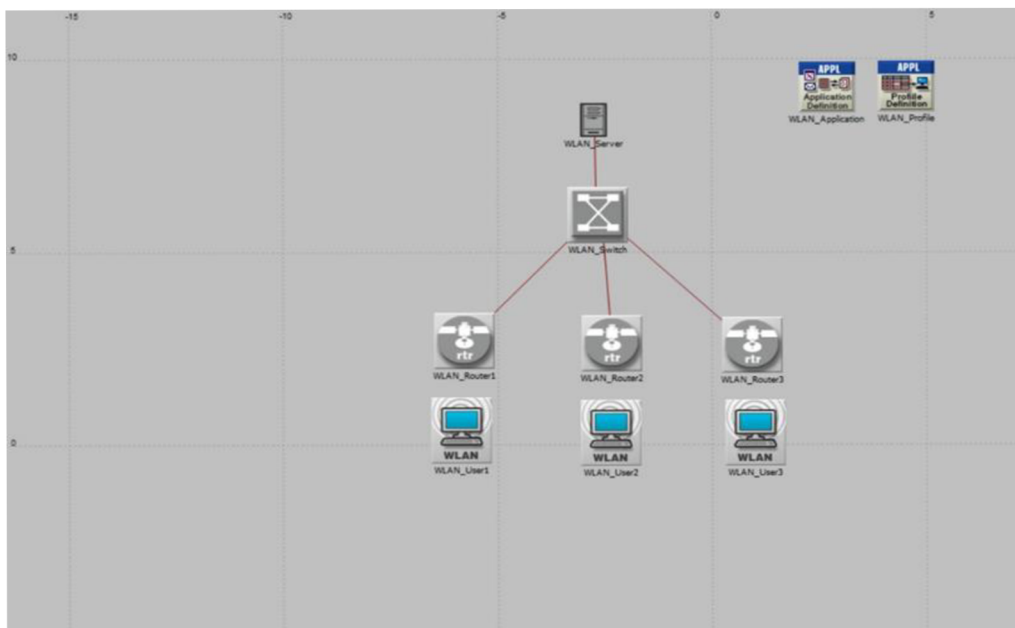 -15
-10
-5
0
5
10
APPL
Application
Definition
WLAN_Application
APPL
Profile
Definition
WLAN_Profile
WLAN_Server
WLAN_Switch
5
rtr
WLAN_Router1
rtr
WLAN_Router2
rtr
WLAN_Router3
WLAN
WLAN_User1
WLAN
WLAN_User2
WLAN
WLAN_User3
0